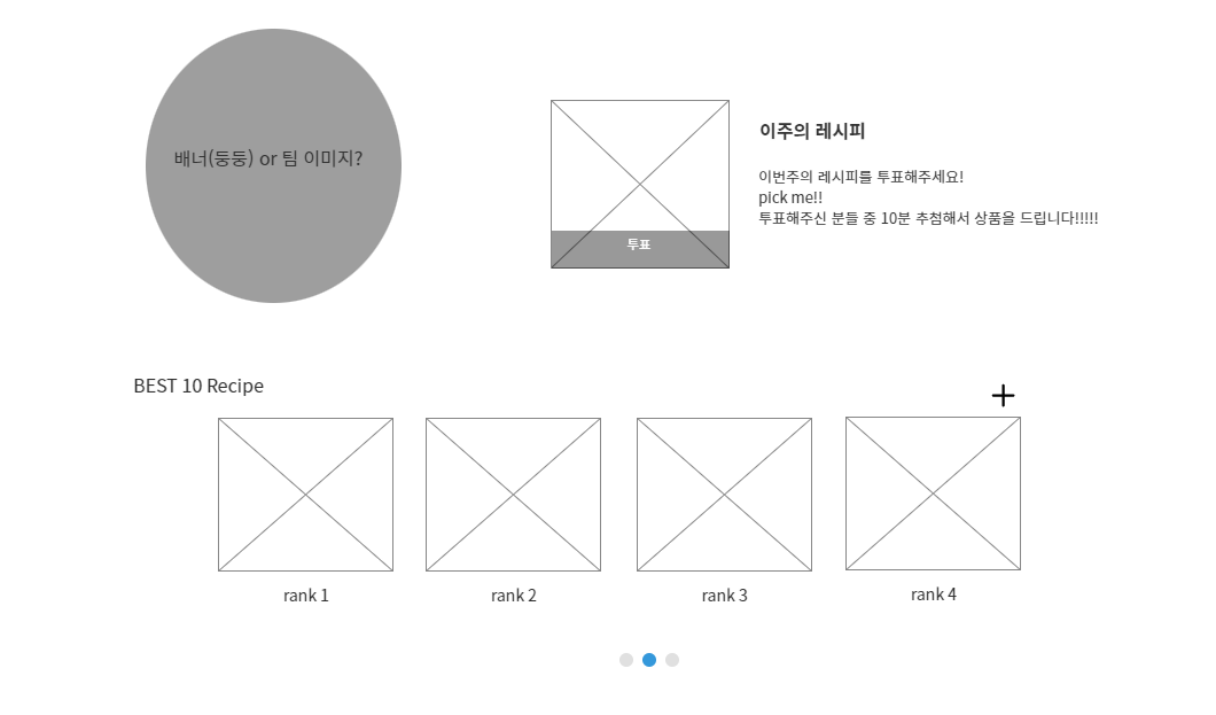 배너(둥둥) or 팀 이미지?
이주의 레시피
이번주의 레시피를 투표해주세요!
pick me!!
투표해주신 분들 중 10분 추첨해서 상품을 드립니다!!!!!
투표
BEST 10 Recipe
rank 1
rank 2
rank 3
rank 4